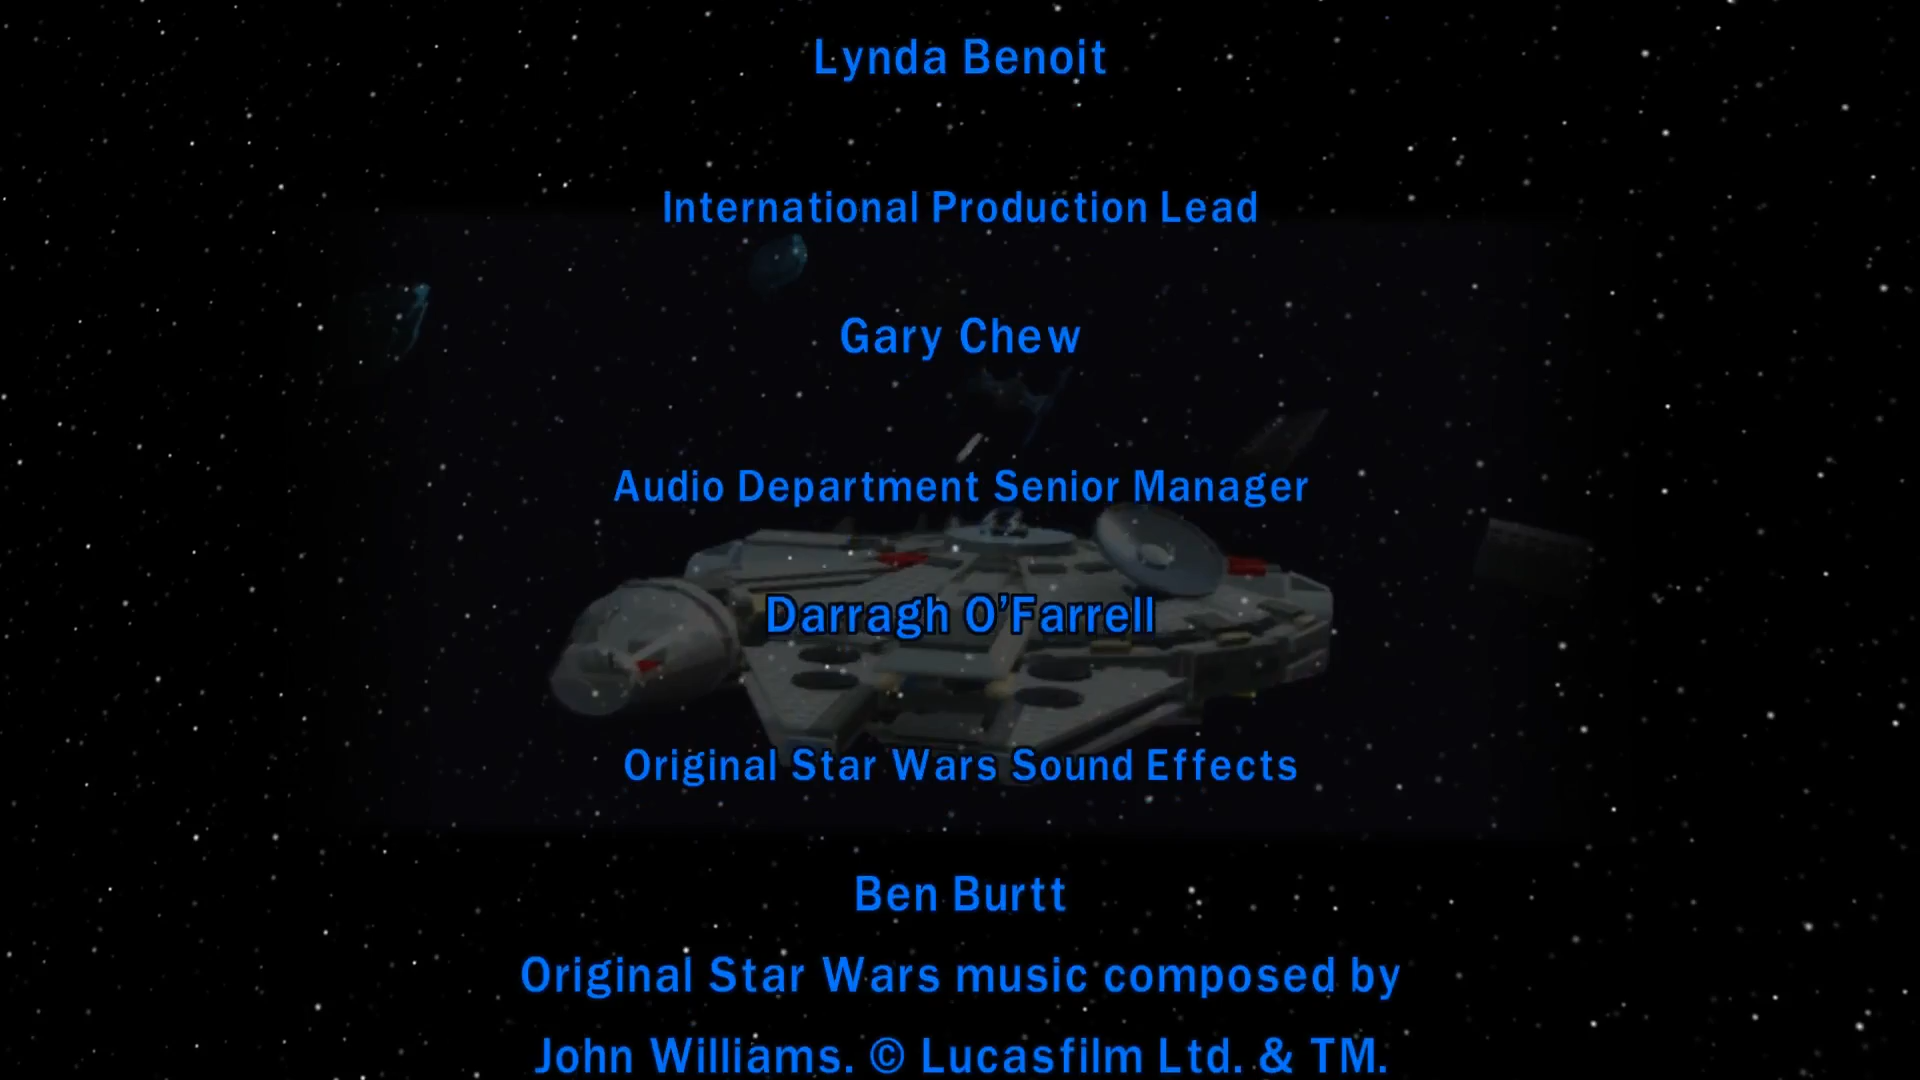 Lynda Benoit
International Production Lead
Gary Chew
Audio Department Senior Manager
Darragh O’Farrell
Original Star Wars Sound Effects
Ben Burtt
Original Star Wars music composed by
John Williams. © Lucasfilm Ltd. & TM.